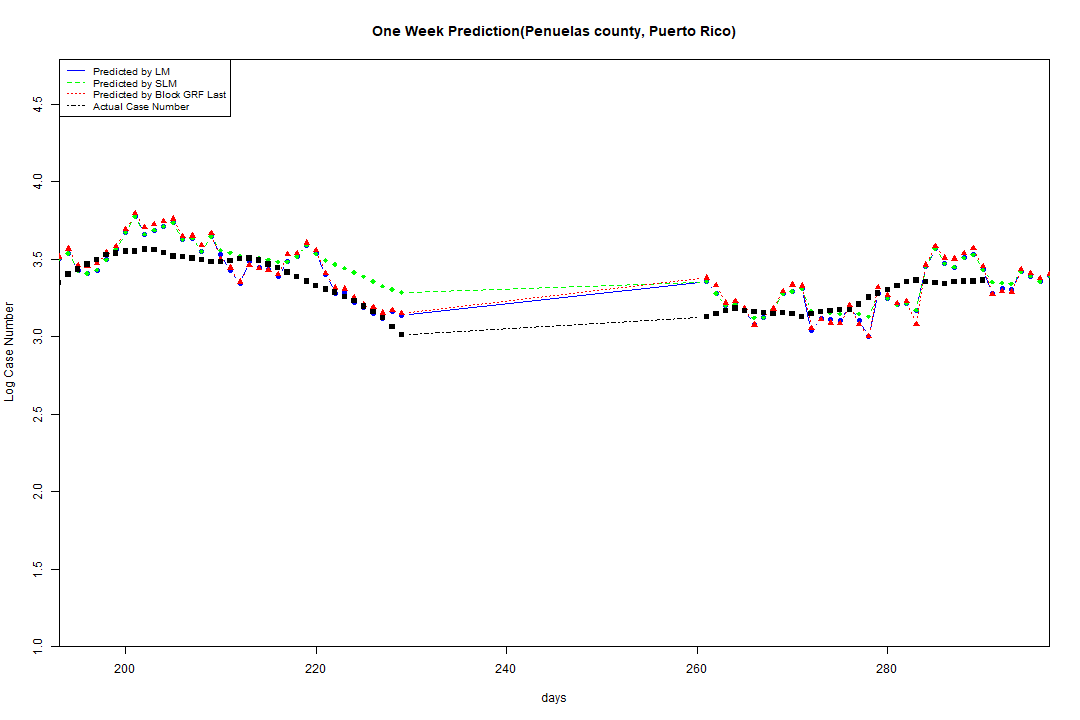 One Week Prediction(Penuelas county, Puerto Rico)
Predicted by LM
Predicted by SLM
Predicted by Block GRF Last
Actual Case Number
4.5
4.0
3.5
3.0
2.5
2.0
1.5
1.0
Log Case Number
200 220 240 260 280
days